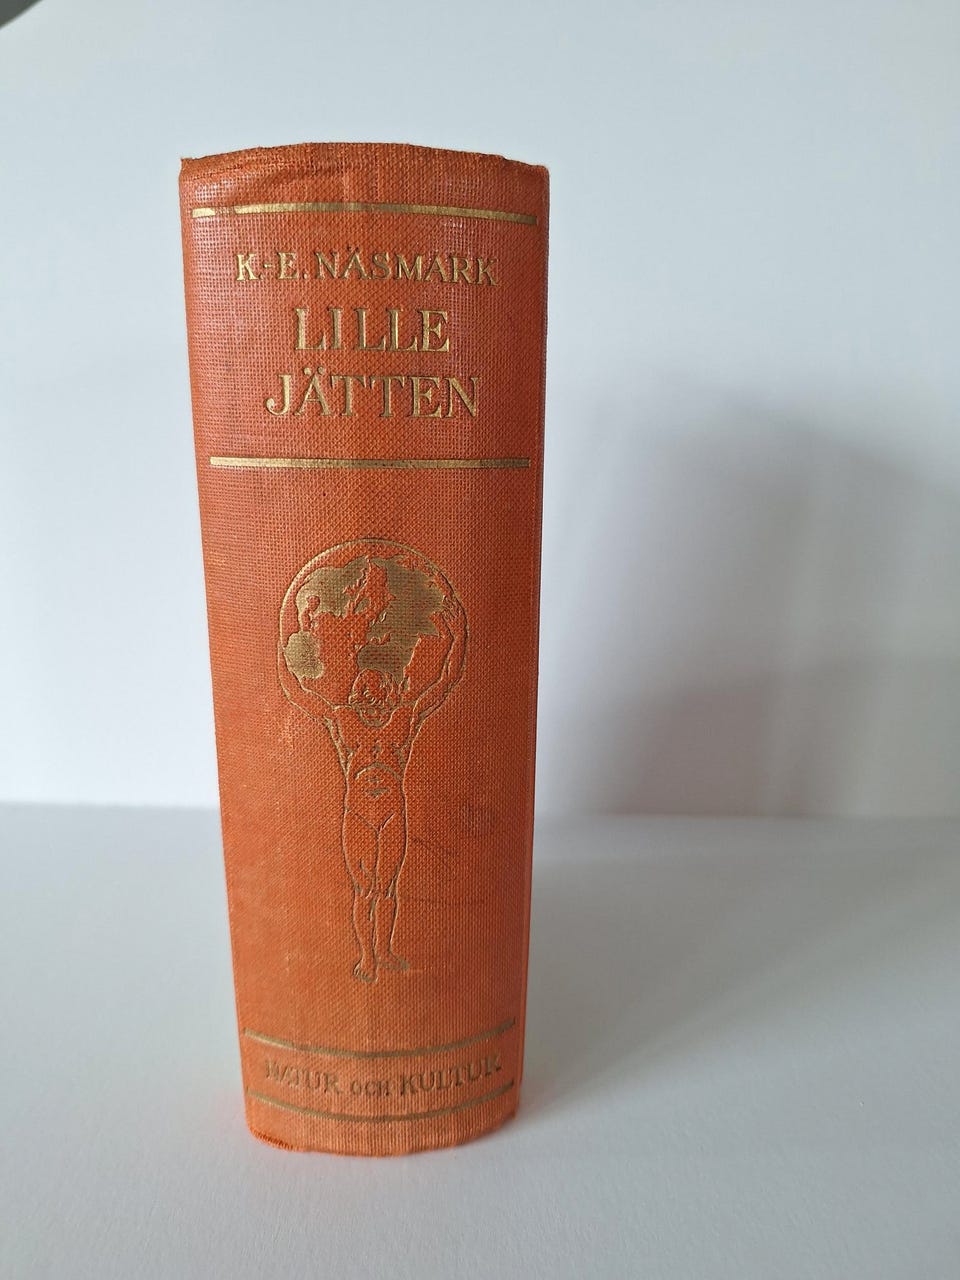 K.-E. NÄSMARK
LILLE
JÄTTEN
NATUR OCH KULTUR